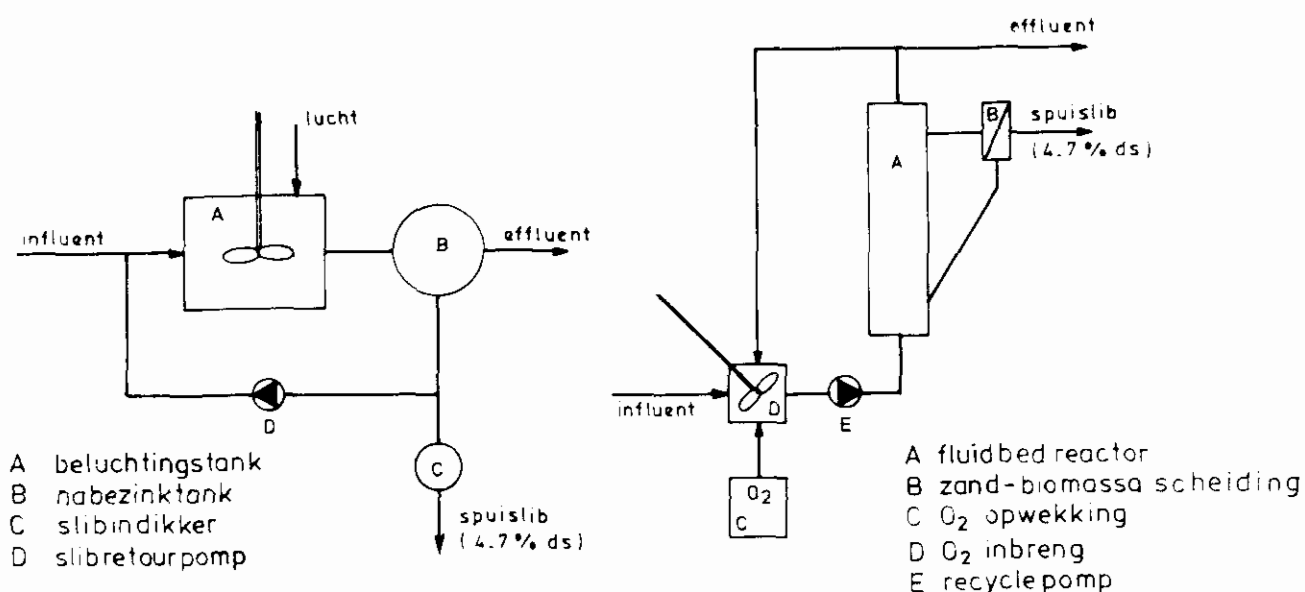 lucht
A
influent
B
effluent
D
C
spuislib
(4.7% ds)
A beluchtingstank
B nabezinktank
C slibindikker
D slibretourpomp
effluent
B
spuislib
(4.7% ds)
A
influent
D
E
O₂
C
A fluidbed reactor
B zand-biomassa scheiding
C O₂ opwekking
D O₂ inbreng
E recyclepomp